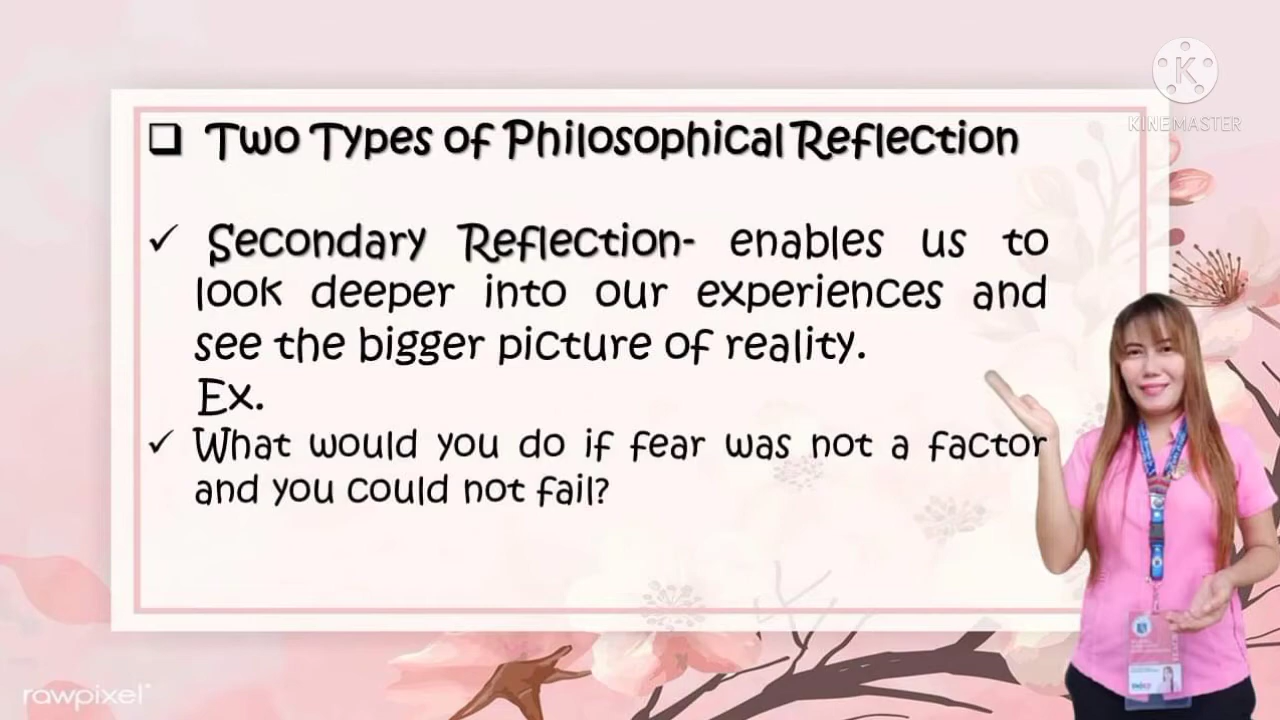 Two Types of Philosophical Reflection
Secondary Reflection- enables us to
look deeper into our experiences and
see the bigger picture of reality.
Ex.
What would you do if fear was not a factor
and you could not fail?
K
KINEMASTER
rawpixel